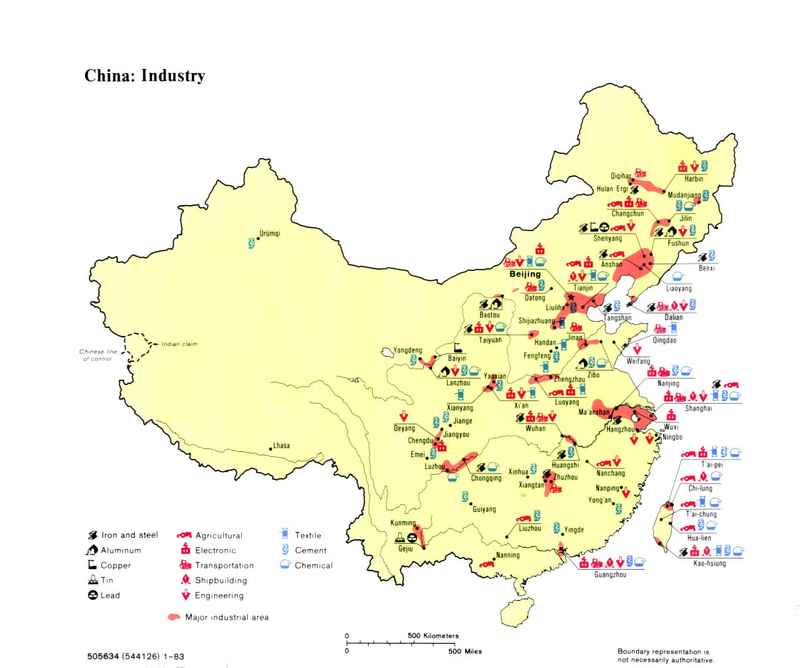 China: Industry
Qiqihar
Harbin
Hulan Ergi
Mudanjiang
Changchun
Jilin
Shenyang
Fushun
Anshan
Benxi
Beijing
Tianjin
Liaoyang
Datong
Liulihe
Baotou
Tangshan
Dalian
Shijiazhuang
Taiyuan
Jinan
Qingdao
Handan
Yongdeng
Baiyin
Fengfeng
Weifang
Lanzhou
Zibo
Yaoxian
Zhengzhou
Nanjing
Xianyang
Xi'an
Luoyang
Shanghai
Ma'anshan
Deyang
Jiange
Wuhan
Hangzhou
Wuxi
Jiangyou
Ningbo
Chengdu
Lhasa
Emei
Huangshi
T'ai-pei
Luzhou
Chongqing
Xinhua
Zhuzhou
Nanchang
Chi-lung
Xiangtan
Nanping
Guiyang
Yong'an
T'ai-chung
Kunming
Liuzhou
Yingde
Hua-lien
Gejiu
Nanning
Kao-hsiung
Guangzhou
Ürümqi
Chinese line
of control
Indian claim
Iron and steel
Aluminum
Copper
Tin
Lead
Agricultural
Electronic
Transportation
Shipbuilding
Engineering
Textile
Cement
Chemical
Major industrial area
0 500 Kilometers
0 500 Miles
505634 (544126) 1-83
Boundary representation is
not necessarily authoritative.